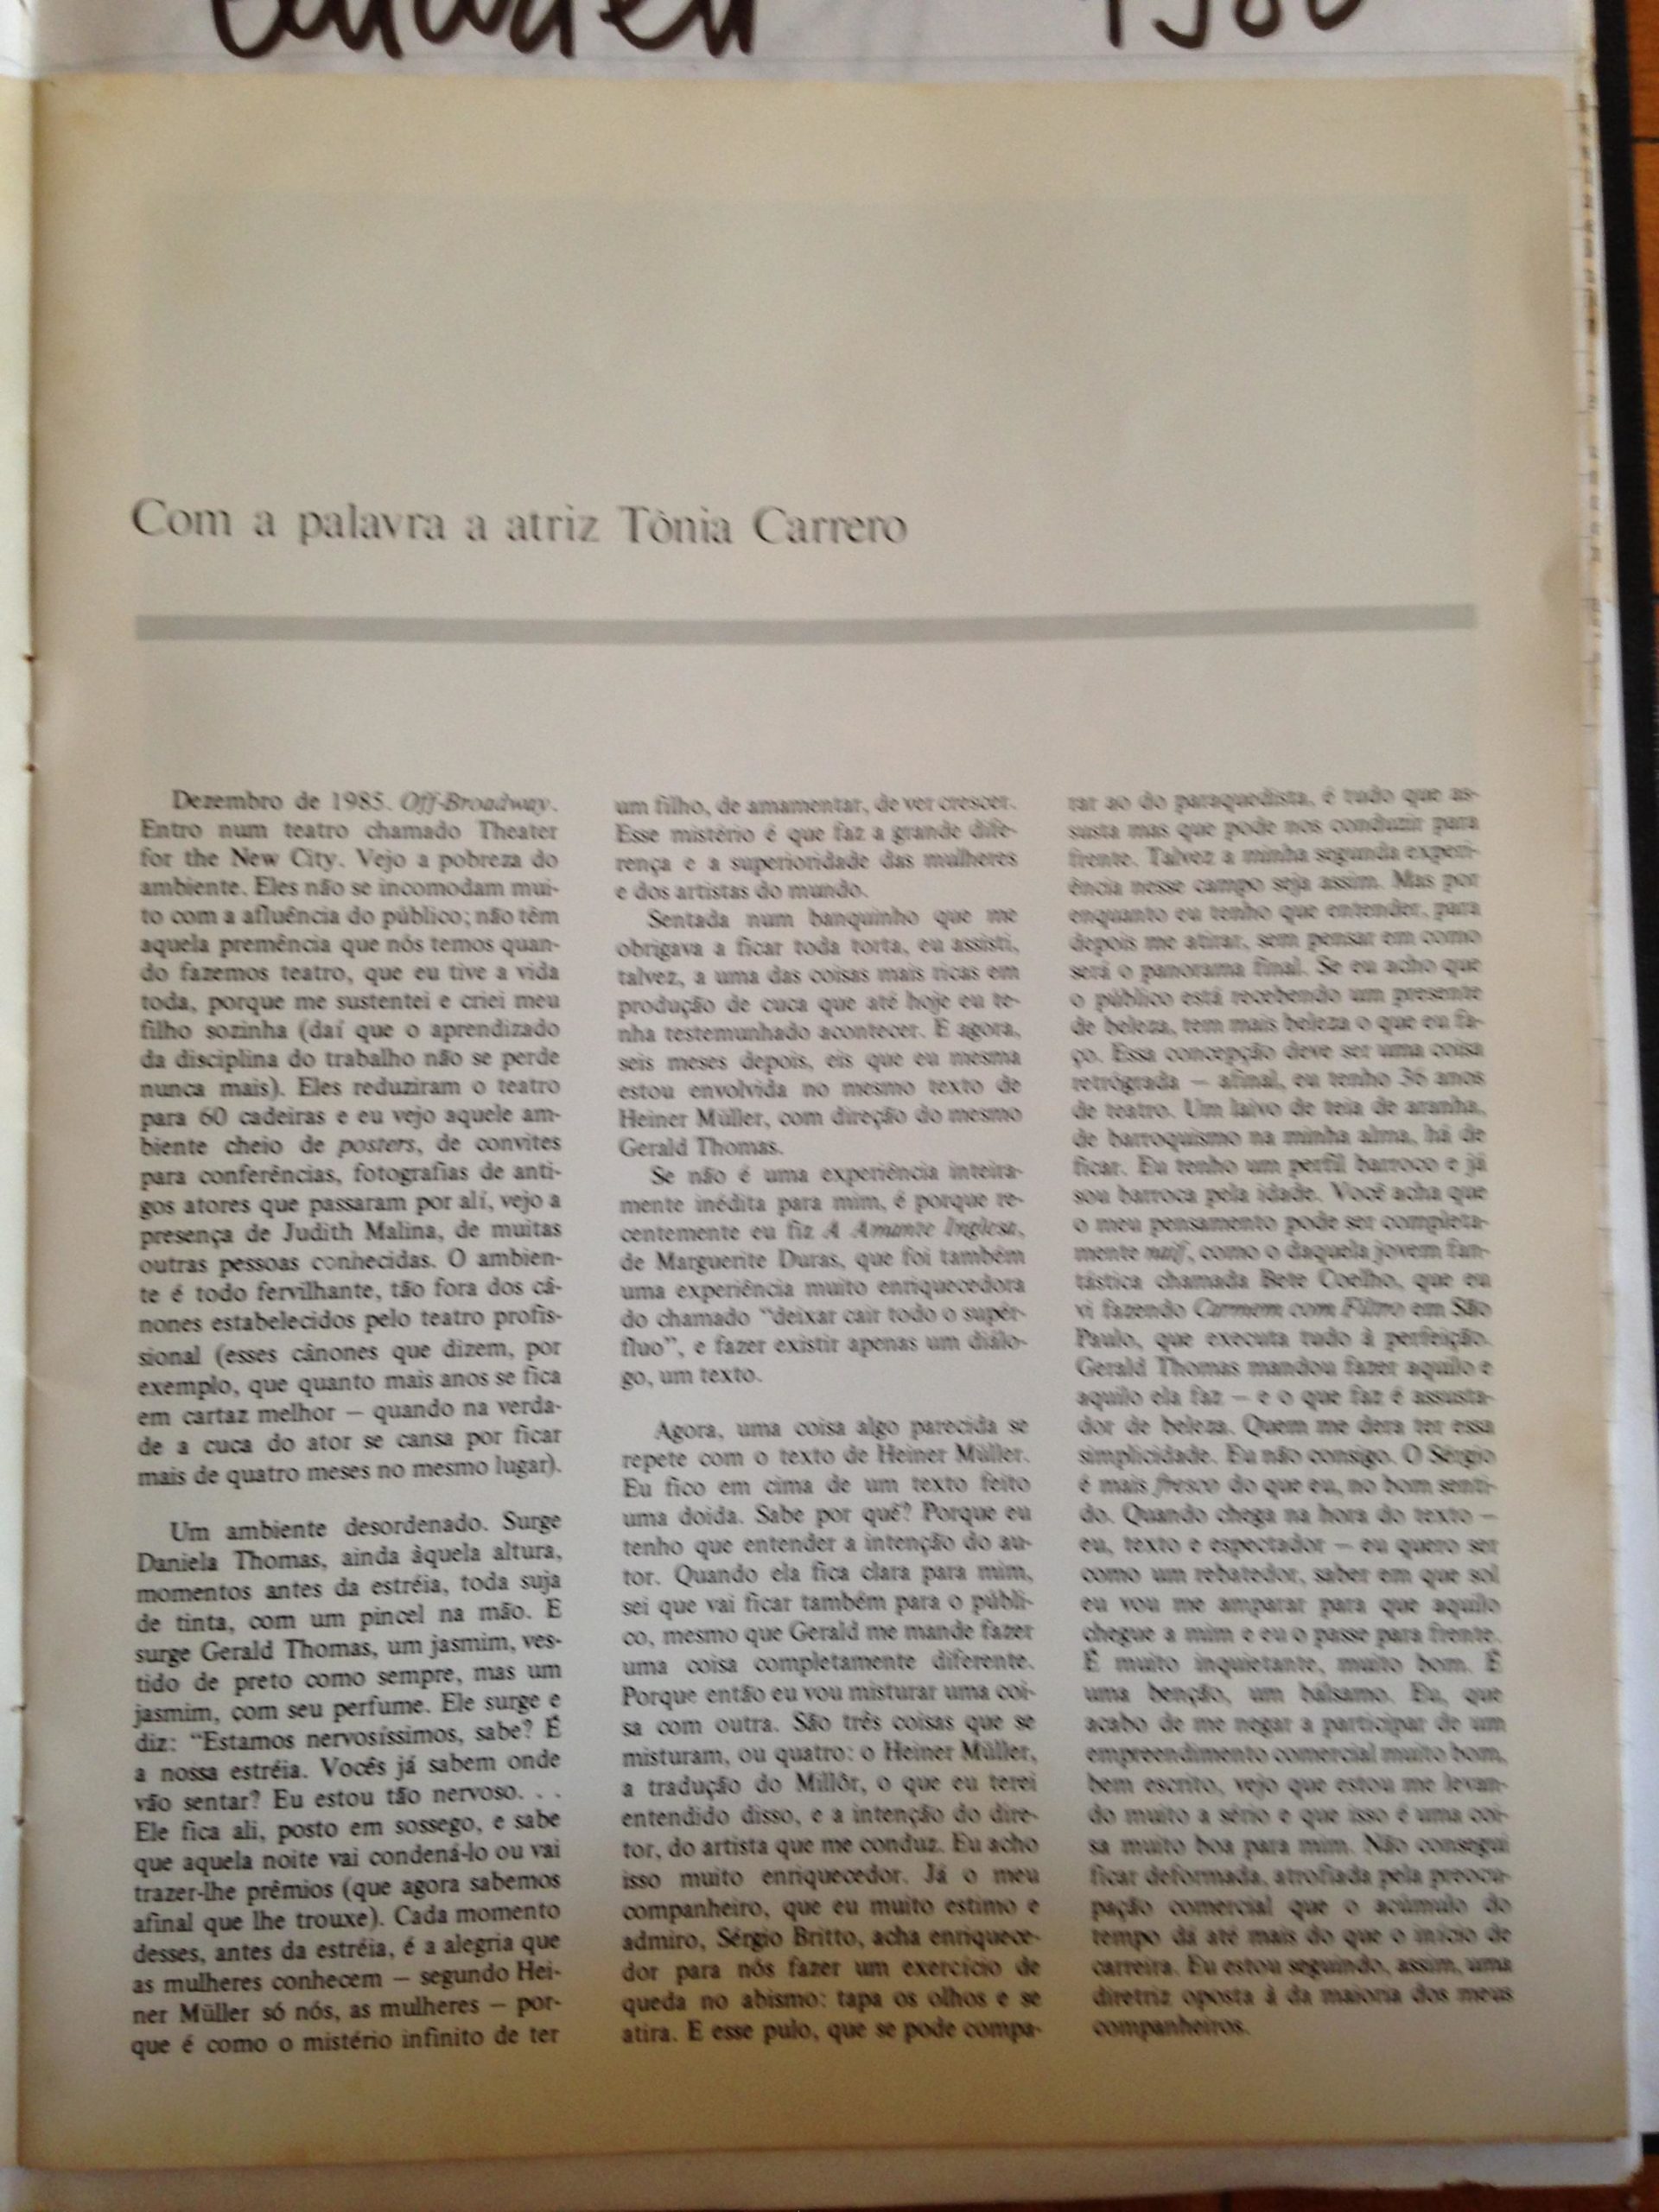 Com a palavra a atriz Tônia Carrero
Dezembro de 1985. Off-Broadway.
Entro num teatro chamado Theater
for the New City. Vejo a pobreza do
ambiente. Eles não se incomodam mui-
to com a afluência do público; não têm
aquela premência que nós temos quan-
do fazemos teatro, que eu tive a vida
toda, porque me sustentei e criei meu
filho sozinha (daí que o aprendizado
da disciplina do trabalho não se perde
nunca mais). Eles reduziram o teatro
para 60 cadeiras e eu vejo aquele am-
biente cheio de posters, de convites
para conferências, fotografias de anti-
gos atores que passaram por alí, vejo a
presença de Judith Malina, de muitas
outras pessoas conhecidas. O ambien-
te é todo fervilhante, tão fora dos câ-
nones estabelecidos pelo teatro profis-
sional (esses cânones que dizem, por
exemplo, que quanto mais anos se fica
em cartaz melhor — quando na verda-
de a cuca do ator se cansa por ficar
mais de quatro meses no mesmo lugar).
Um ambiente desordenado. Surge
Daniela Thomas, ainda àquela altura,
momentos antes da estréia, toda suja
de tinta, com um pincel na mão. E
surge Gerald Thomas, um jasmim, ves-
tido de preto como sempre, mas um
jasmim, com seu perfume. Ele surge e
diz: “Estamos nervosíssimos, sabe? É
a nossa estréia. Vocês já sabem onde
vão sentar? Eu estou tão nervoso. . .
Ele fica ali, posto em sossego, e sabe
que aquela noite vai condená-lo ou vai
trazer-lhe prêmios (que agora sabemos
afinal que lhe trouxe). Cada momento
desses, antes da estréia, é a alegria que
as mulheres conhecem — segundo Hei-
ner Müller só nós, as mulheres — por-
que é como o mistério infinito de ter
um filho, de amamentar, de ver crescer.
Esse mistério é que faz a grande dife-
rença e a superioridade das mulheres
e dos artistas do mundo.
Sentada num banquinho que me
obrigava a ficar toda torta, eu assisti,
talvez, a uma das coisas mais ricas em
produção de cuca que até hoje eu te-
nha testemunhado acontecer. E agora,
seis meses depois, eis que eu mesma
estou envolvida no mesmo texto de
Heiner Müller, com direção do mesmo
Gerald Thomas.
Se não é uma experiência inteira-
mente inédita para mim, é porque re-
centemente eu fiz A Amante Inglesa,
de Marguerite Duras, que foi também
uma experiência muito enriquecedora
do chamado “deixar cair todo o supér-
fluo”, e fazer existir apenas um diálo-
go, um texto.
Agora, uma coisa algo parecida se
repete com o texto de Heiner Müller.
Eu fico em cima de um texto feito
uma doida. Sabe por quê? Porque eu
tenho que entender a intenção do au-
tor. Quando ela fica clara para mim,
sei que vai ficar também para o públi-
co, mesmo que Gerald me mande fazer
uma coisa completamente diferente.
Porque então eu vou misturar uma coi-
sa com outra. São três coisas que se
misturam, ou quatro: o Heiner Müller,
a tradução do Millôr, o que eu terei
entendido disso, e a intenção do dire-
tor, do artista que me conduz. Eu acho
isso muito enriquecedor. Já o meu
companheiro, que eu muito estimo e
admiro, Sérgio Britto, acha enriquece-
dor para nós fazer um exercício de
queda no abismo: tapa os olhos e se
atira. E esse pulo, que se pode compa-
rar ao do paraquedista, é tudo que as-
susta mas que pode nos conduzir para
frente. Talvez a minha segunda experi-
ência nesse campo seja assim. Mas por
enquanto eu tenho que entender, para
depois me atirar, sem pensar em como
será o panorama final. Se eu acho que
o público está recebendo um presente
de beleza, tem mais beleza o que eu fa-
ço. Essa concepção deve ser uma coisa
retrógrada — afinal, eu tenho 36 anos
de teatro. Um laivo de teia de aranha,
de barroquismo na minha alma, há de
ficar. Eu tenho um perfil barroco e já
sou barroca pela idade. Você acha que
o meu pensamento pode ser completa-
mente naïf, como o daquela jovem fan-
tástica chamada Bete Coelho, que eu
vi fazendo Carmem com Filtro em São
Paulo, que executa tudo à perfeição.
Gerald Thomas mandou fazer aquilo e
aquilo ela faz — e o que faz é assusta-
dor de beleza. Quem me dera ter essa
simplicidade. Eu não consigo. O Sérgio
é mais fresco do que eu, no bom senti-
do. Quando chega na hora do texto —
eu, texto e espectador — eu quero ser
como um rebatedor, saber em que sol
eu vou me amparar para que aquilo
chegue a mim e eu o passe para frente.
É muito inquietante, muito bom. É
uma benção, um bálsamo. Eu, que
acabo de me negar a participar de um
empreendimento comercial muito bom,
bem escrito, vejo que estou me levan-
do muito a sério e que isso é uma coi-
sa muito boa para mim. Não consegui
ficar deformada, atrofiada pela preocu-
pação comercial que o acúmulo do
tempo dá até mais do que o início de
carreira. Eu estou seguindo, assim, uma
diretriz oposta à da maioria dos meus
companheiros.